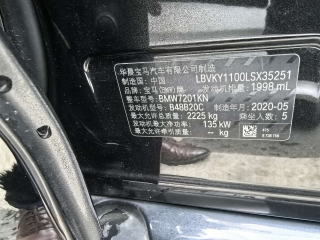 华晨宝马汽车有限公司
制造国：中国 LBVKY1100LSX35251
品牌：宝马(BMW)牌 发动机排量：1998 mL
整车型号：BMW7201KN
发动机型号：B48B20C 制造年月：2020-05
最大允许总质量：2225 kg 乘坐人数：5
发动机最大净功率：135 kW
最大允许牵引质量：— kg